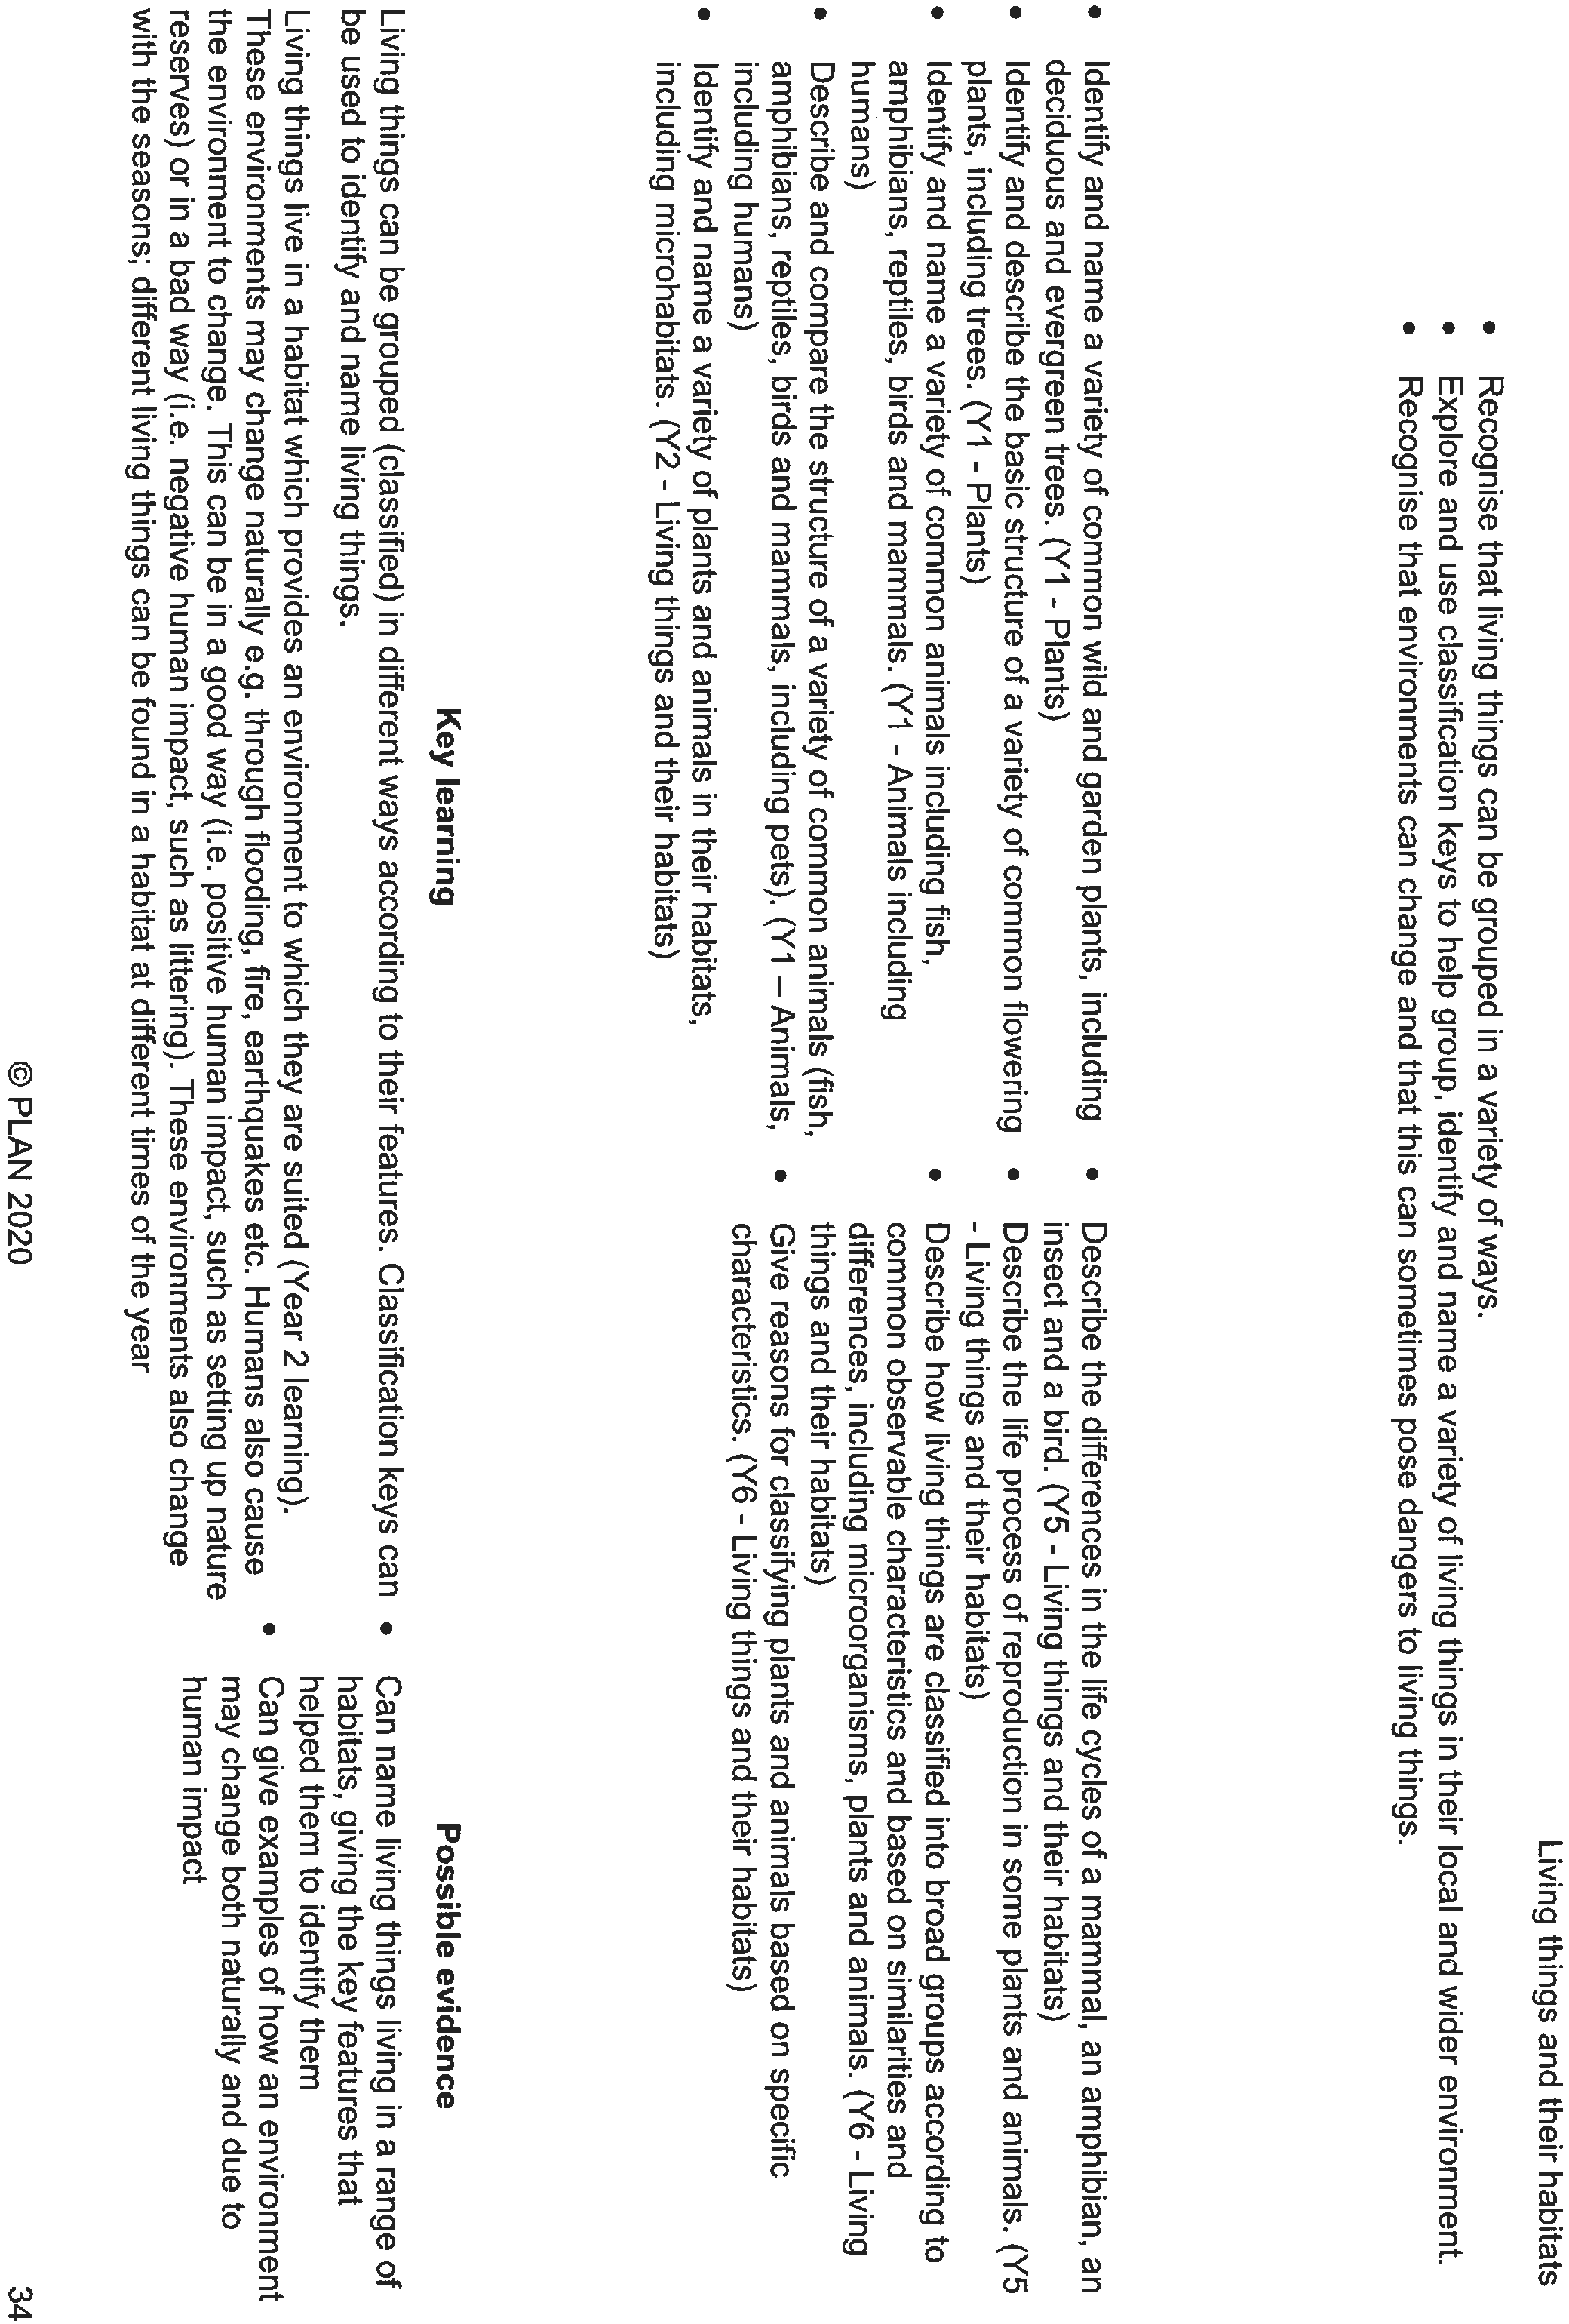 Living things and their habitats
• Recognise that living things can be grouped in a variety of ways.
• Explore and use classification keys to help group, identify and name a variety of living things in their local and wider environment.
• Recognise that environments can change and that this can sometimes pose dangers to living things.
• Identify and name a variety of common wild and garden plants, including
deciduous and evergreen trees. (Y1 - Plants)
• Identify and describe the basic structure of a variety of common flowering
plants, including trees. (Y1 - Plants)
• Identify and name a variety of common animals including fish,
amphibians, reptiles, birds and mammals. (Y1 - Animals including
humans)
• Describe and compare the structure of a variety of common animals (fish,
amphibians, reptiles, birds and mammals, including pets). (Y1 – Animals,
including humans)
• Identify and name a variety of plants and animals in their habitats,
including microhabitats. (Y2 - Living things and their habitats)
• Describe the differences in the life cycles of a mammal, an amphibian, an
insect and a bird. (Y5 - Living things and their habitats)
• Describe the life process of reproduction in some plants and animals. (Y5
- Living things and their habitats)
• Describe how living things are classified into broad groups according to
common observable characteristics and based on similarities and
differences, including microorganisms, plants and animals. (Y6 - Living
things and their habitats)
• Give reasons for classifying plants and animals based on specific
characteristics. (Y6 - Living things and their habitats)
Key learning
Living things can be grouped (classified) in different ways according to their features. Classification keys can
be used to identify and name living things.
Living things live in a habitat which provides an environment to which they are suited (Year 2 learning).
These environments may change naturally e.g. through flooding, fire, earthquakes etc. Humans also cause
the environment to change. This can be in a good way (i.e. positive human impact, such as setting up nature
reserves) or in a bad way (i.e. negative human impact, such as littering). These environments also change
with the seasons; different living things can be found in a habitat at different times of the year
Possible evidence
• Can name living things living in a range of
habitats, giving the key features that
helped them to identify them
• Can give examples of how an environment
may change both naturally and due to
human impact
© PLAN 2020
34